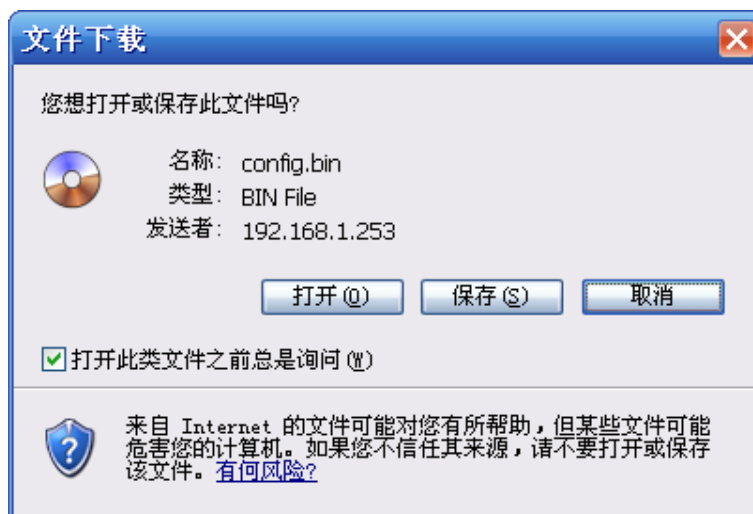 文件下载
您想打开或保存此文件吗?
名称: config.bin
类型: BIN File
发送者: 192.168.1.253
打开(O) 保存(S) 取消
打开此类文件之前总是询问(W)
来自 Internet 的文件可能对您有所帮助，但某些文件可能
危害您的计算机。如果您不信任其来源，请不要打开或保存
该文件。有何风险?